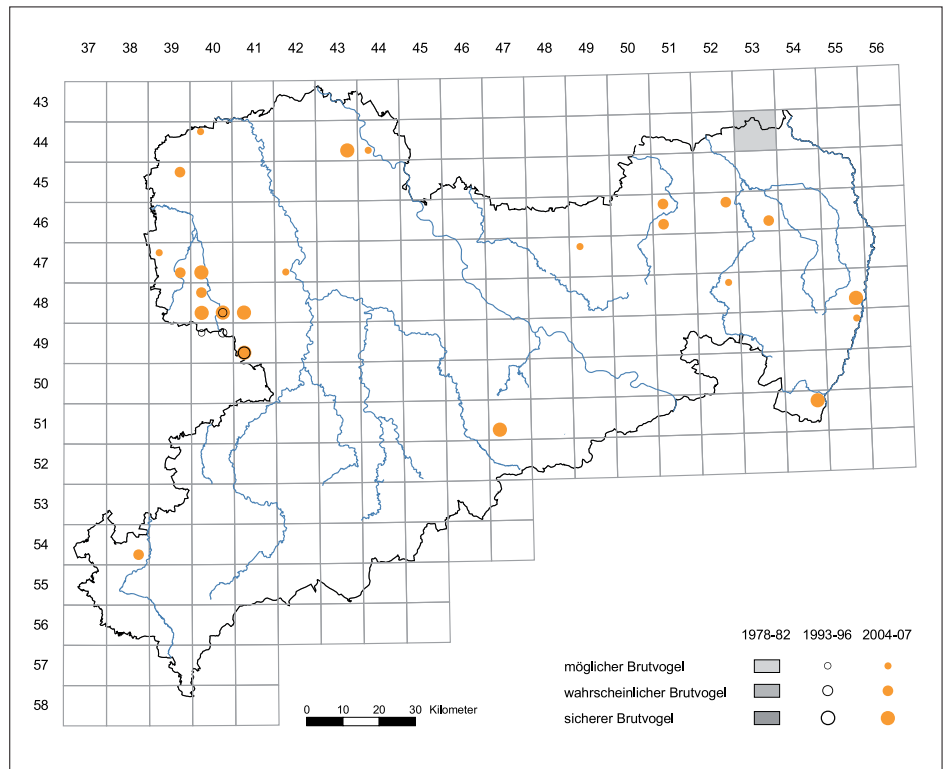 37 38 39 40 41 42 43 44 45 46 47 48 49 50 51 52 53 54 55 56
43
44
45
46
47
48
49
50
51
52
53
54
55
56
57
58
1978-82 1993-96 2004-07
möglicher Brutvogel
wahrscheinlicher Brutvogel
sicherer Brutvogel
0 10 20 30 Kilometer